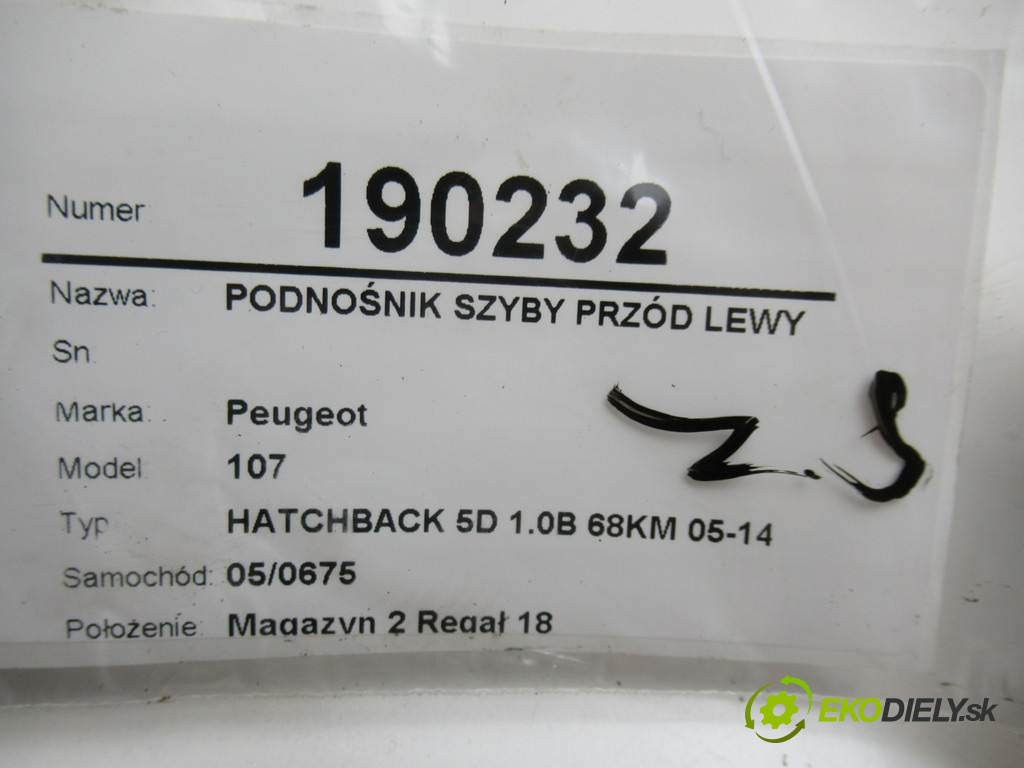 Numer 190232
Nazwa: PODNOŚNIK SZYBY PRZÓD LEWY
Sn
Marka: Peugeot
Model 107
Typ HATCHBACK 5D 1.0B 68KM 05-14
Samochód: 05/0675
Położenie: Magazyn 2 Regał 18
EKODIELY.sk